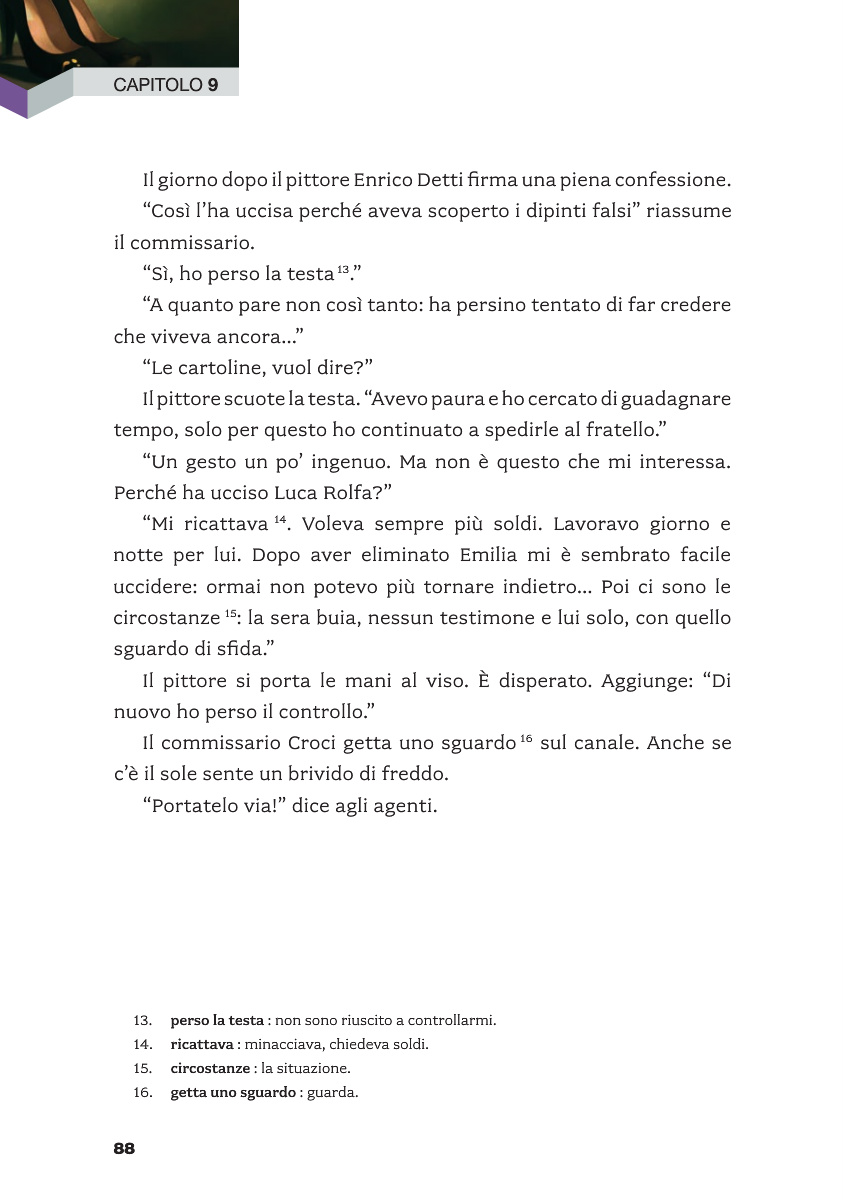 CAPITOLO 9
Il giorno dopo il pittore Enrico Detti firma una piena confessione.
“Così l’ha uccisa perché aveva scoperto i dipinti falsi” riassume
il commissario.
“Sì, ho perso la testa 13.”
“A quanto pare non così tanto: ha persino tentato di far credere
che viveva ancora...”
“Le cartoline, vuol dire?”
Il pittore scuote la testa. “Avevo paura e ho cercato di guadagnare
tempo, solo per questo ho continuato a spedirle al fratello.”
“Un gesto un po’ ingenuo. Ma non è questo che mi interessa.
Perché ha ucciso Luca Rolfa?”
“Mi ricattava 14. Voleva sempre più soldi. Lavoravo giorno e
notte per lui. Dopo aver eliminato Emilia mi è sembrato facile
uccidere: ormai non potevo più tornare indietro... Poi ci sono le
circostanze 15: la sera buia, nessun testimone e lui solo, con quello
sguardo di sfida.”
Il pittore si porta le mani al viso. È disperato. Aggiunge: “Di
nuovo ho perso il controllo.”
Il commissario Croci getta uno sguardo 16 sul canale. Anche se
c’è il sole sente un brivido di freddo.
“Portatelo via!” dice agli agenti.
13. perso la testa : non sono riuscito a controllarmi.
14. ricattava : minacciava, chiedeva soldi.
15. circostanze : la situazione.
16. getta uno sguardo : guarda.
88